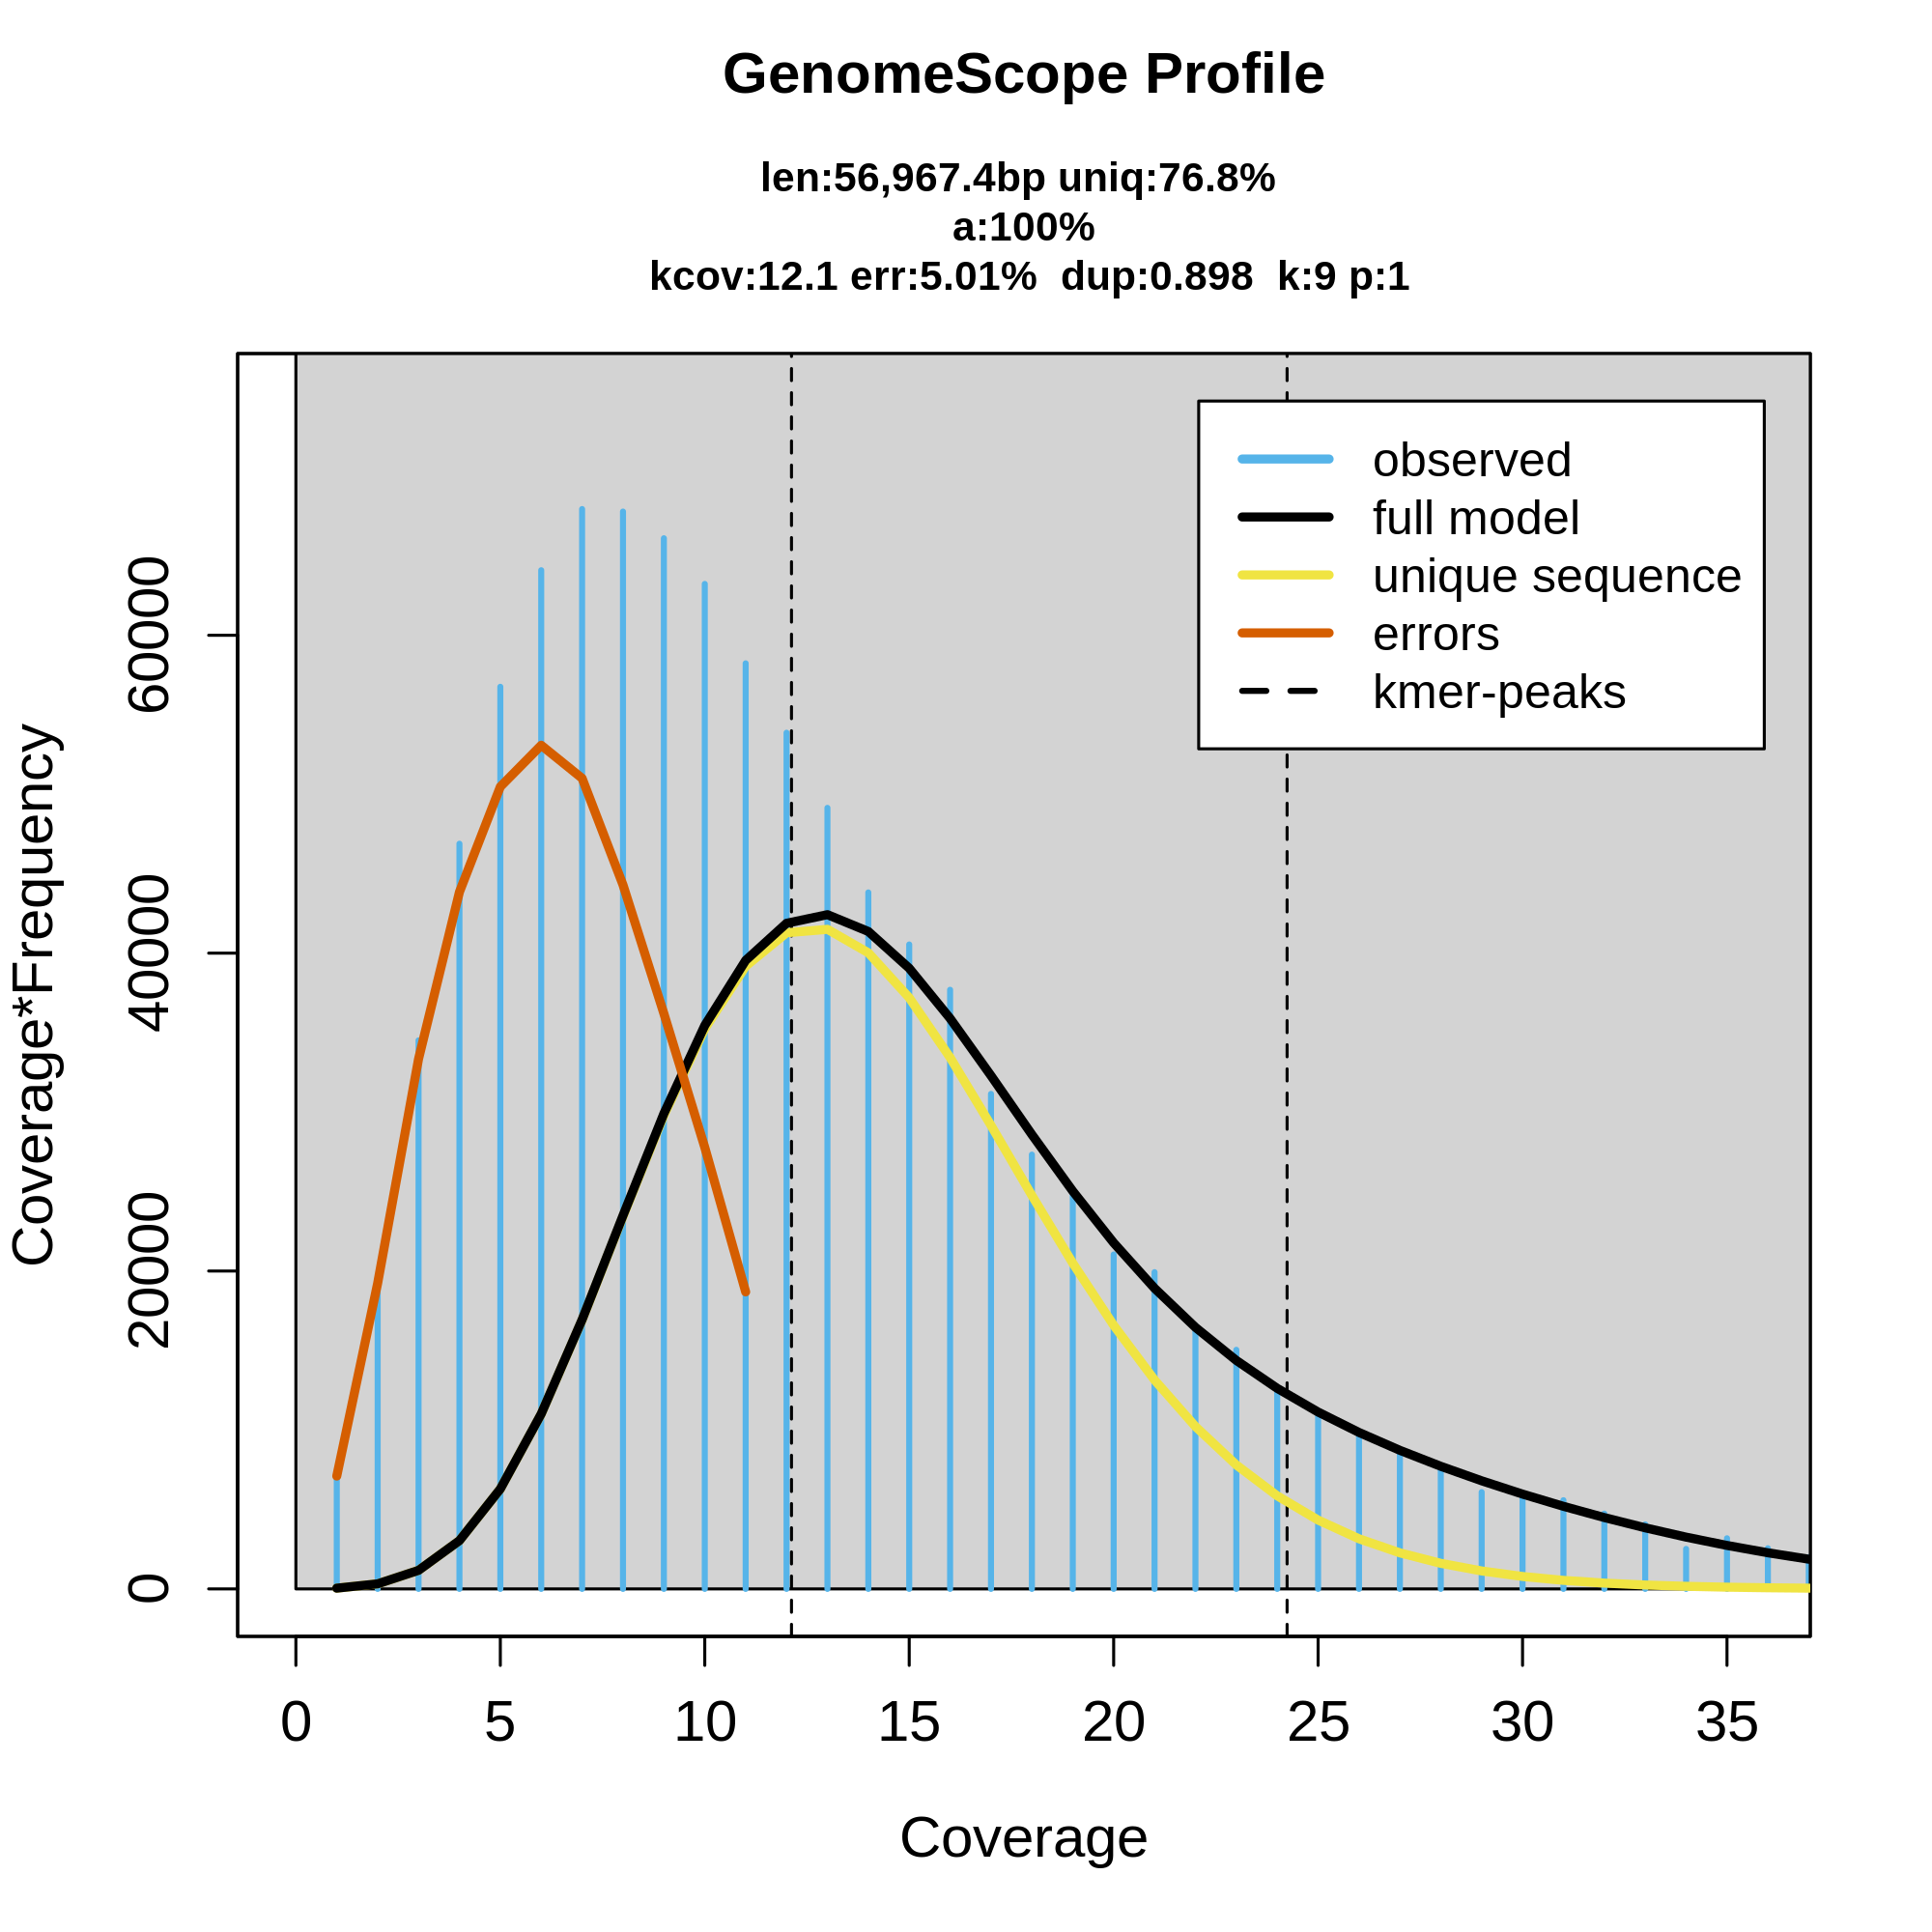 GenomeScope Profile
len:56,967.4bp uniq:76.8%
a:100%
kcov:12.1 err:5.01%  dup:0.898  k:9 p:1
observed
full model
unique sequence
errors
kmer-peaks
Coverage*Frequency
60000
40000
20000
0
0 5 10 15 20 25 30 35
Coverage